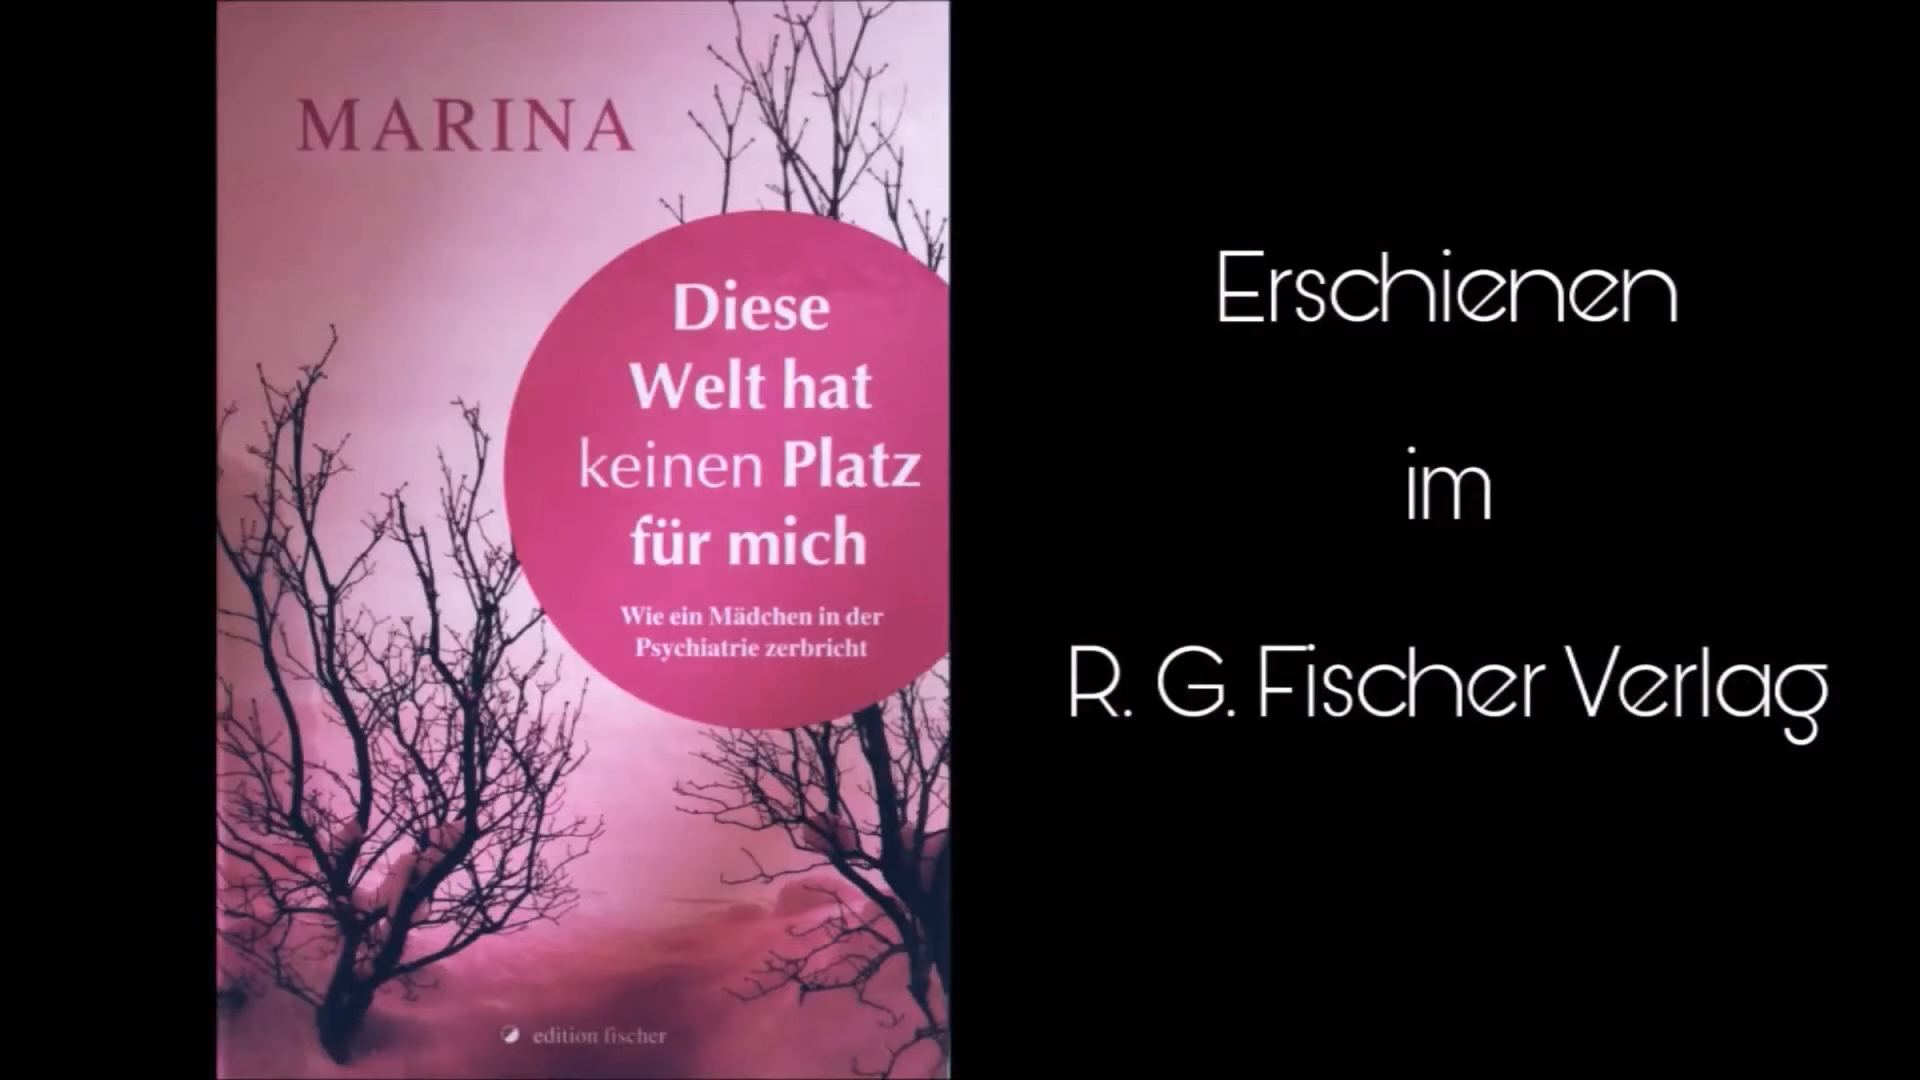 MARINA
Diese
Welt hat
keinen Platz
für mich
Wie ein Mädchen in der
Psychiatrie zerbricht
edition fischer
Erschienen
im
R. G. Fischer Verlag